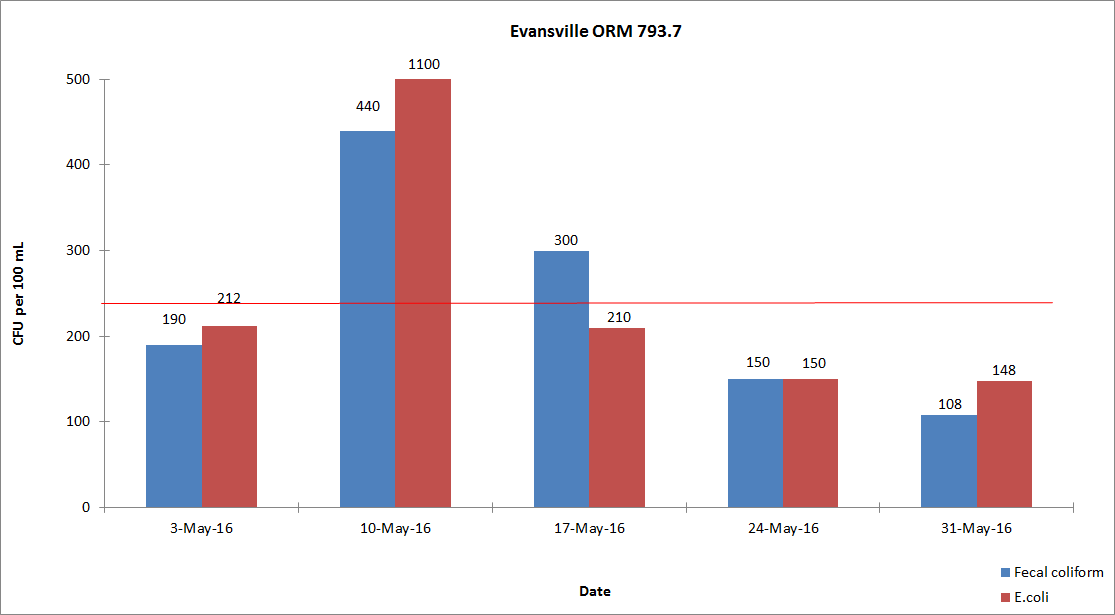 Evansville ORM 793.7
CFU per 100 mL
500
400
300
200
100
0
190
212
440
1100
300
210
150
150
108
148
3-May-16
10-May-16
17-May-16
24-May-16
31-May-16
Date
Fecal coliform
E.coli